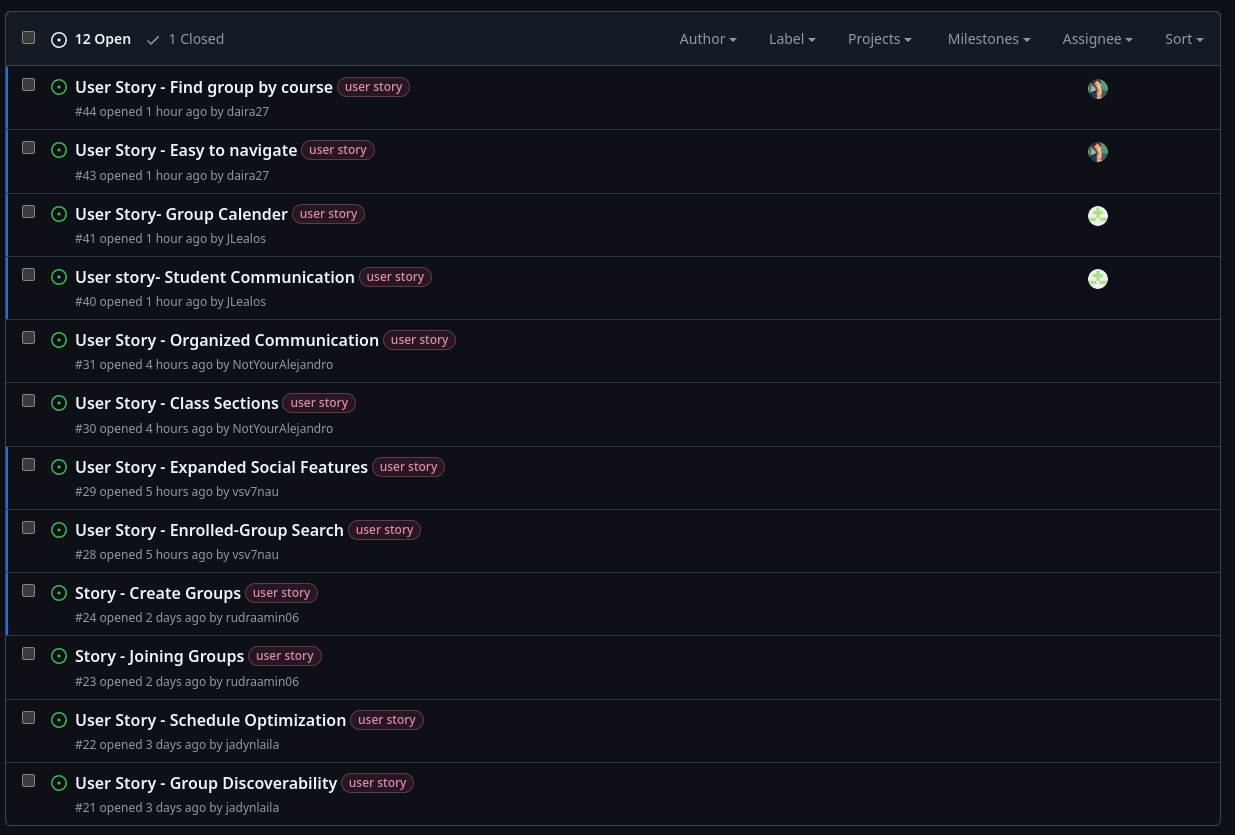 12 Open 1 Closed Author Label Projects Milestones Assignee Sort
User Story - Find group by course user story
#44 opened 1 hour ago by daira27
User Story - Easy to navigate user story
#43 opened 1 hour ago by daira27
User Story- Group Calender user story
#41 opened 1 hour ago by JLealos
User story- Student Communication user story
#40 opened 1 hour ago by JLealos
User Story - Organized Communication user story
#31 opened 4 hours ago by NotYourAlejandro
User Story - Class Sections user story
#30 opened 4 hours ago by NotYourAlejandro
User Story - Expanded Social Features user story
#29 opened 5 hours ago by vsv7nau
User Story - Enrolled-Group Search user story
#28 opened 5 hours ago by vsv7nau
Story - Create Groups user story
#24 opened 2 days ago by rudraamin06
Story - Joining Groups user story
#23 opened 2 days ago by rudraamin06
User Story - Schedule Optimization user story
#22 opened 3 days ago by jadynlaila
User Story - Group Discoverability user story
#21 opened 3 days ago by jadynlaila